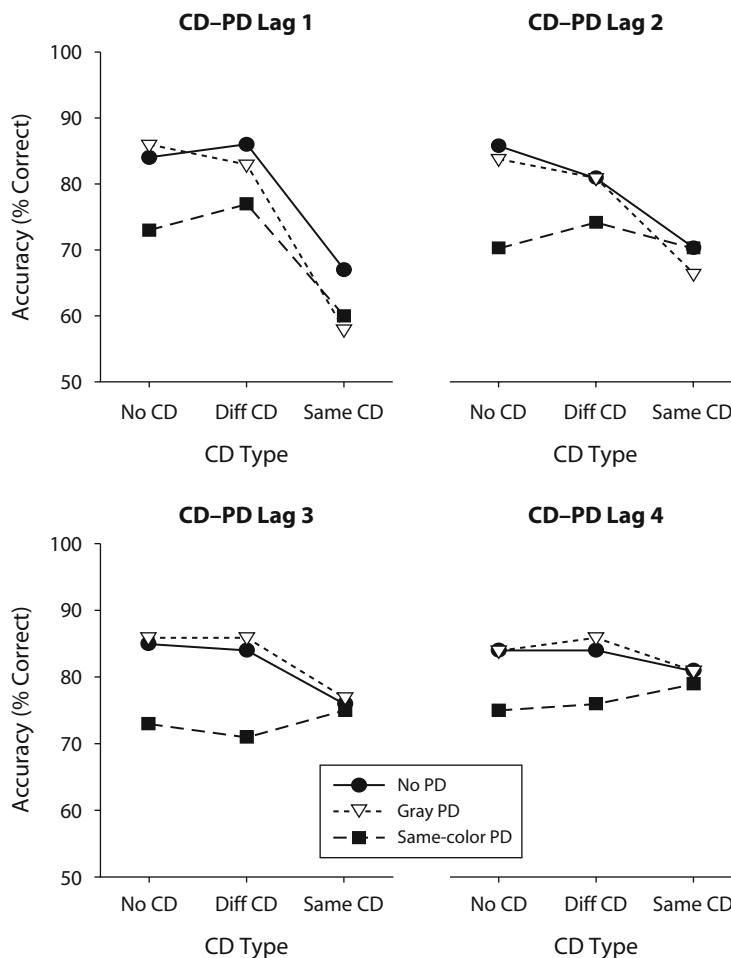 CD–PD Lag 1
CD–PD Lag 2
Accuracy (% Correct)
100
90
80
70
60
50
No CD Diff CD Same CD
No CD Diff CD Same CD
CD Type
CD Type
CD–PD Lag 3
CD–PD Lag 4
Accuracy (% Correct)
100
90
80
70
60
50
No PD
Gray PD
Same-color PD
No CD Diff CD Same CD
No CD Diff CD Same CD
CD Type
CD Type